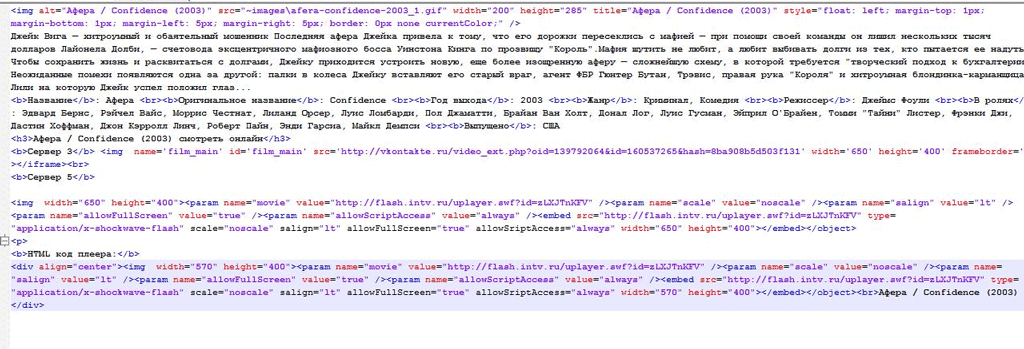 <img alt="Афера / Confidence (2003)" src="~images\afera-confidence-2003_1.gif" width="200" height="285" title="Афера / Confidence (2003)" style="float: left; margin-top: 1px;
margin-bottom: 1px; margin-left: 5px; margin-right: 5px; border: 0px none currentColor;" />
Джейк Вига — хитроумный и обаятельный мошенник Последняя афера Джейка привела к тому, что его дорожки пересеклись с мафией — при помощи своей команды он лишил нескольких тысяч
долларов Лайонела Долби, — счетовода эксцентричного мафиозного босса Уинстона Кинга по прозвищу "Король".Мафия шутить не любит, а любит выбивать долги из тех, кто пытается ее надуть
Чтобы сохранить жизнь и расквитаться с долгами, Джейку приходится устроить новую, еще более изощренную аферу — сложнейшую схему, в которой требуется "творческий подход к бухгалтерии
Неожиданные помехи появляются одна за другой: палки в колеса Джейку вставляют его старый враг, агент ФБР Гюнтер Бутан, Трэвис, правая рука "Короля" и хитроумная блондинка-карманщица
Лили на которую Джейк успел положил глаз...
<b>Название</b>: Афера <br><b>Оригинальное название</b>: Confidence <br><b>Год выхода</b>: 2003 <br><b>Жанр</b>: Криминал, Комедия <br><b>Режиссер</b>: Джеймс Фоули <br><b>В ролях</b>
: Эдвард Бернс, Рэйчел Вайс, Моррис Честнат, Лиланд Орсер, Луис Ломбарди, Пол Джаматти, Брайан Ван Холт, Донал Лог, Луис Гусман, Эйприл О'Брайен, Томми "Тайни" Листер, Фрэнки Джи,
Дастин Хоффман, Джон Кэрролл Линч, Роберт Пайн, Энди Гарсиа, Майкл Демпси <br><b>Выпущено</b>: США
<h3>Афера / Confidence (2003) смотреть онлайн</h3>
<b>Сервер 3</b> <img  name='film_main' id='film_main' src='http://vkontakte.ru/video_ext.php?oid=139792064&id=160537265&hash=8ba908b5d503f131' width='650' height='400' frameborder='
></iframe><br>
<b>Сервер 5</b>
<img  width="650" height="400"><param name="movie" value="http://flash.intv.ru/uplayer.swf?id=zLXJTnKFV" /><param name="scale" value="noscale" /><param name="salign" value="lt" />
<param name="allowFullScreen" value="true" /><param name="allowScriptAccess" value="always" /><embed src="http://flash.intv.ru/uplayer.swf?id=zLXJTnKFV" type=
"application/x-shockwave-flash" scale="noscale" salign="lt" allowFullScreen="true" allowSriptAccess="always" width="650" height="400"></embed></object>
<p>
<b>HTML код плеера:</b>
<div align="center"><img  width="570" height="400"><param name="movie" value="http://flash.intv.ru/uplayer.swf?id=zLXJTnKFV" /><param name="scale" value="noscale" /><param name=
"salign" value="lt" /><param name="allowFullScreen" value="true" /><param name="allowScriptAccess" value="always" /><embed src="http://flash.intv.ru/uplayer.swf?id=zLXJTnKFV" type=
"application/x-shockwave-flash" scale="noscale" salign="lt" allowFullScreen="true" allowSriptAccess="always" width="570" height="400"></embed></object><br>Афера / Confidence (2003)
</div>